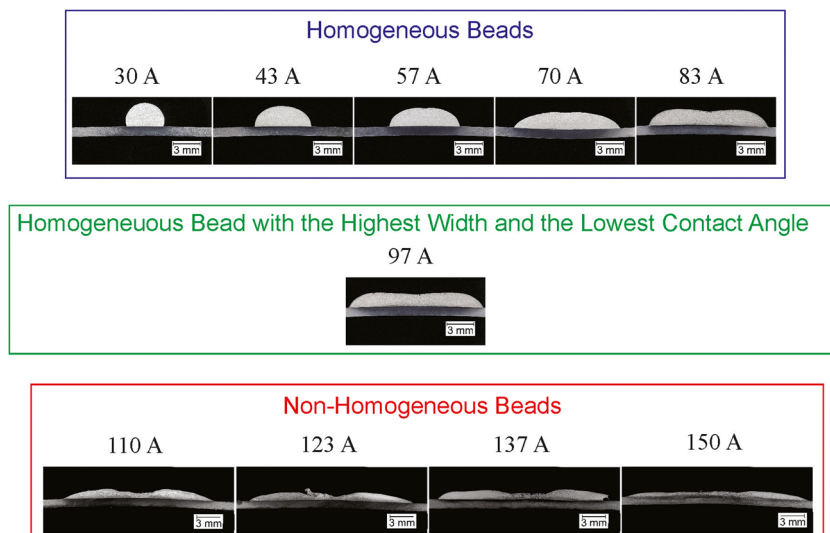 Homogeneous Beads
30 A 43 A 57 A 70 A 83 A
3 mm 3 mm 3 mm 3 mm 3 mm
Homogeneuous Bead with the Highest Width and the Lowest Contact Angle
97 A
3 mm
Non-Homogeneous Beads
110 A 123 A 137 A 150 A
3 mm 3 mm 3 mm 3 mm